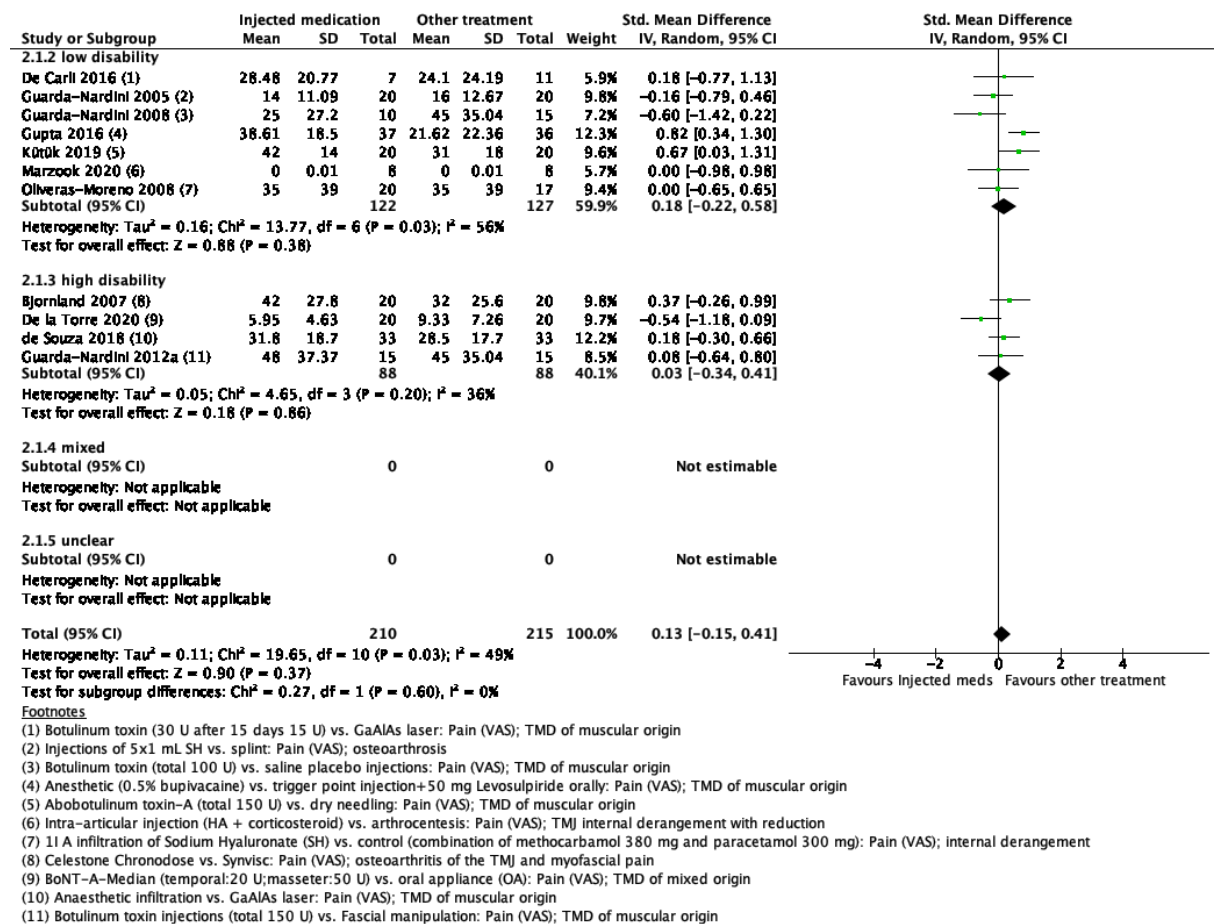 Injected medication Other treatment Std. Mean Difference Std. Mean Difference
Study or Subgroup Mean SD Total Mean SD Total Weight IV, Random, 95% CI IV, Random, 95% CI
2.1.2 low disability
De Carli 2016 (1) 28.48 20.77 7 24.1 24.19 11 5.9% 0.18 [-0.77, 1.13]
Guarda-Nardini 2005 (2) 14 11.09 20 16 12.67 20 9.8% -0.16 [-0.79, 0.46]
Guarda-Nardini 2008 (3) 25 27.2 10 45 35.04 15 7.2% -0.60 [-1.42, 0.22]
Gupta 2016 (4) 38.61 18.5 37 21.62 22.36 36 12.3% 0.82 [0.34, 1.30]
Kütük 2019 (5) 42 14 20 31 18 20 9.6% 0.67 [0.03, 1.31]
Marzook 2020 (6) 0 0.01 8 0 0.01 8 5.7% 0.00 [-0.98, 0.98]
Oliveras-Moreno 2008 (7) 35 39 20 35 39 17 9.4% 0.00 [-0.65, 0.65]
Subtotal (95% CI) 122 127 59.9% 0.18 [-0.22, 0.58]
Heterogeneity: Tau² = 0.16; Chi² = 13.77, df = 6 (P = 0.03); I² = 56%
Test for overall effect: Z = 0.88 (P = 0.38)
2.1.3 high disability
Bjornland 2007 (8) 42 27.8 20 32 25.6 20 9.8% 0.37 [-0.26, 0.99]
De la Torre 2020 (9) 5.95 4.63 20 9.33 7.26 20 9.7% -0.54 [-1.18, 0.09]
de Souza 2018 (10) 31.8 18.7 33 28.5 17.7 33 12.2% 0.18 [-0.30, 0.66]
Guarda-Nardini 2012a (11) 48 37.37 15 45 35.04 15 8.5% 0.08 [-0.64, 0.80]
Subtotal (95% CI) 88 88 40.1% 0.03 [-0.34, 0.41]
Heterogeneity: Tau² = 0.05; Chi² = 4.65, df = 3 (P = 0.20); I² = 36%
Test for overall effect: Z = 0.18 (P = 0.86)
2.1.4 mixed
Subtotal (95% CI) 0 0 Not estimable
Heterogeneity: Not applicable
Test for overall effect: Not applicable
2.1.5 unclear
Subtotal (95% CI) 0 0 Not estimable
Heterogeneity: Not applicable
Test for overall effect: Not applicable
Total (95% CI) 210 215 100.0% 0.13 [-0.15, 0.41]
Heterogeneity: Tau² = 0.11; Chi² = 19.65, df = 10 (P = 0.03); I² = 49%
Test for overall effect: Z = 0.90 (P = 0.37)
Test for subgroup differences: Chi² = 0.27, df = 1 (P = 0.60), I² = 0%
-4 -2 0 2 4
Favours Injected meds Favours other treatment
Footnotes
(1) Botulinum toxin (30 U after 15 days 15 U) vs. GaAlAs laser: Pain (VAS); TMD of muscular origin
(2) Injections of 5x1 mL SH vs. splint: Pain (VAS); osteoarthrosis
(3) Botulinum toxin (total 100 U) vs. saline placebo injections: Pain (VAS); TMD of muscular origin
(4) Anesthetic (0.5% bupivacaine) vs. trigger point injection+50 mg Levosulpiride orally: Pain (VAS); TMD of muscular origin
(5) Abobotulinum toxin-A (total 150 U) vs. dry needling: Pain (VAS); TMD of muscular origin
(6) Intra-articular injection (HA + corticosteroid) vs. arthrocentesis: Pain (VAS); TMJ internal derangement with reduction
(7) 1I A infiltration of Sodium Hyaluronate (SH) vs. control (combination of methocarbamol 380 mg and paracetamol 300 mg): Pain (VAS); internal derangement
(8) Celestone Chronodose vs. Synvisc: Pain (VAS); osteoarthritis of the TMJ and myofascial pain
(9) BoNT-A-Median (temporal:20 U;masseter:50 U) vs. oral appliance (OA): Pain (VAS); TMD of mixed origin
(10) Anaesthetic infiltration vs. GaAlAs laser: Pain (VAS); TMD of muscular origin
(11) Botulinum toxin injections (total 150 U) vs. Fascial manipulation: Pain (VAS); TMD of muscular origin